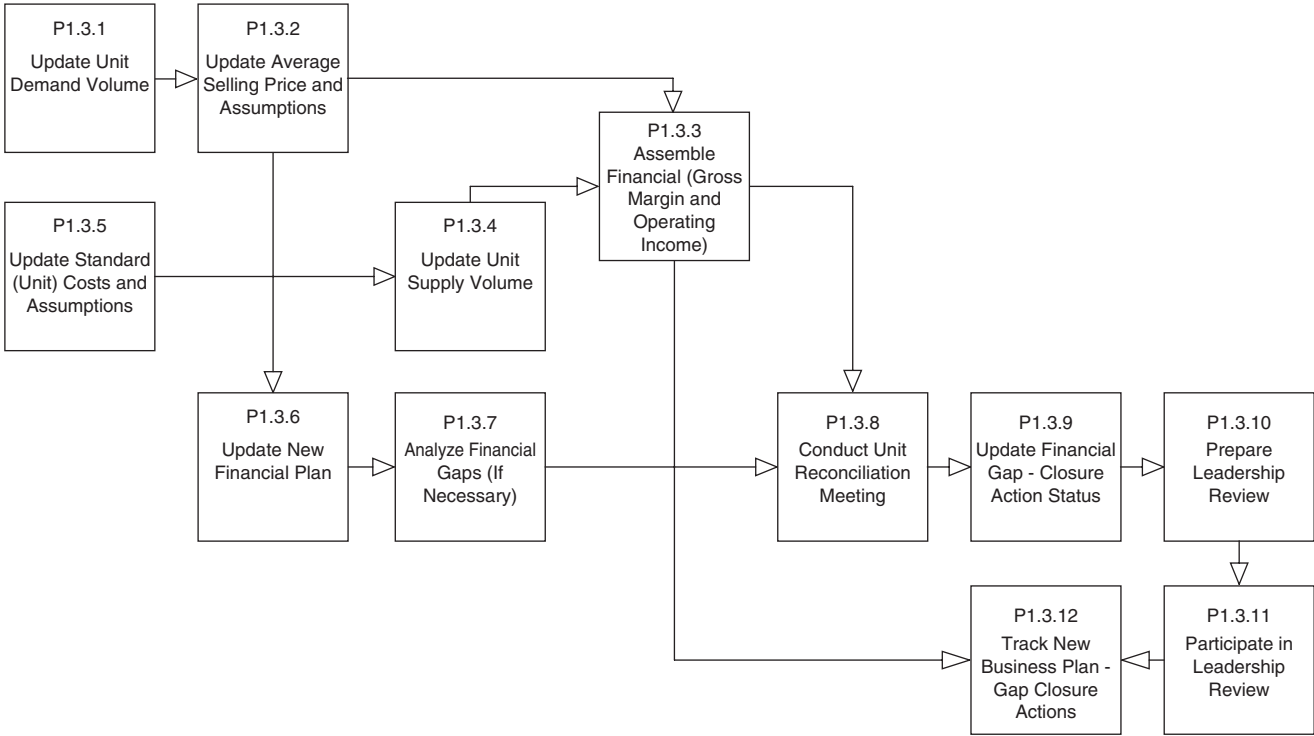 P1.3.1
Update Unit
Demand Volume
P1.3.2
Update Average
Selling Price and
Assumptions
P1.3.3
Assemble
Financial (Gross
Margin and
Operating
Income)
P1.3.5
Update Standard
(Unit) Costs and
Assumptions
P1.3.4
Update Unit
Supply Volume
P1.3.6
Update New
Financial Plan
P1.3.7
Analyze Financial
Gaps (If
Necessary)
P1.3.8
Conduct Unit
Reconciliation
Meeting
P1.3.9
Update Financial
Gap - Closure
Action Status
P1.3.10
Prepare
Leadership
Review
P1.3.12
Track New
Business Plan -
Gap Closure
Actions
P1.3.11
Participate in
Leadership
Review